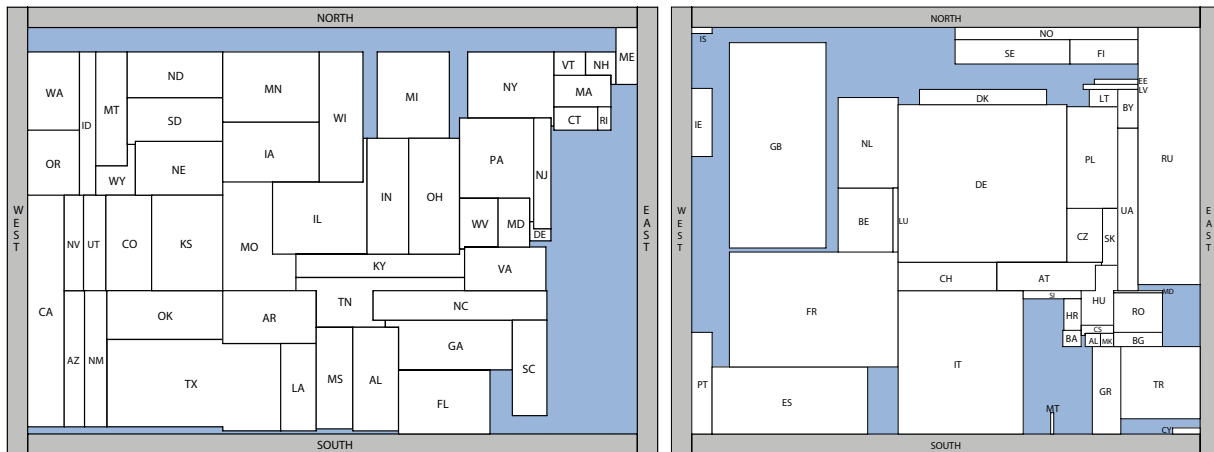 NORTH
ME
VT
NH
WA
ID
MT
ND
MN
WI
MI
NY
MA
SD
CT
RI
OR
WY
NE
IA
IL
IN
OH
PA
NJ
WV
MD
DE
NV
UT
CO
KS
MO
KY
VA
WEST
EAST
CA
AZ
NM
OK
AR
TN
NC
TX
LA
MS
AL
GA
SC
FL
SOUTH
NORTH
IS
NO
SE
FI
EE
LV
LT
BY
DK
IE
GB
NL
DE
PL
RU
BE
LU
CZ
SK
UA
WEST
EAST
CH
AT
SI
HU
MD
FR
HR
RO
BA
CS
AL
MK
BG
PT
ES
IT
GR
TR
MT
CY
SOUTH